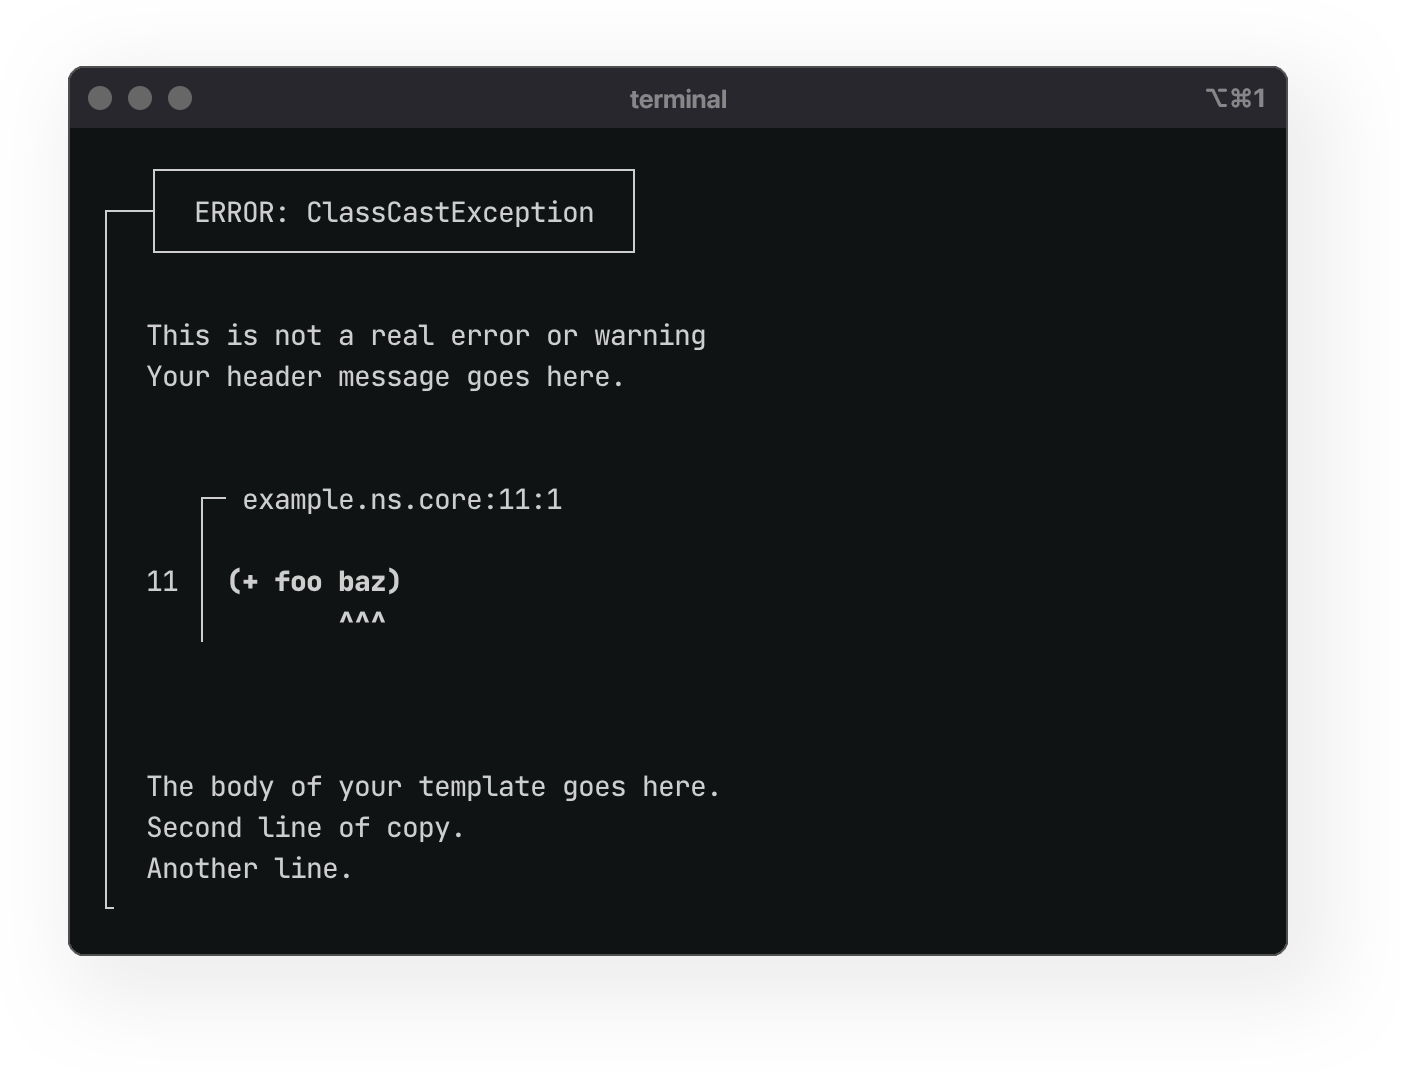 terminal
⌥⌘1
ERROR: ClassCastException
This is not a real error or warning
Your header message goes here.
example.ns.core:11:1
11 (+ foo baz)
^^^
The body of your template goes here.
Second line of copy.
Another line.